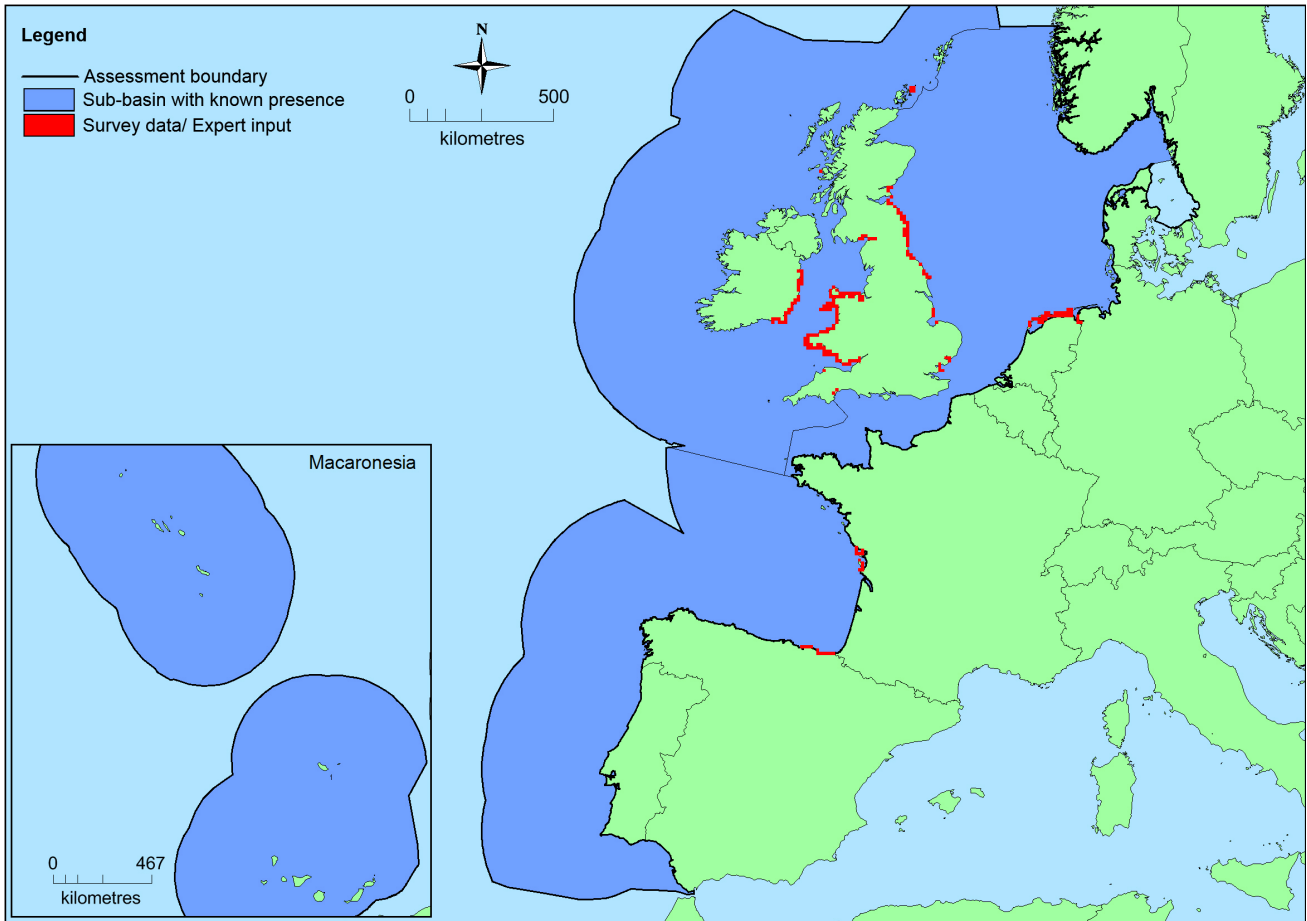 Legend
Assessment boundary
Sub-basin with known presence
Survey data/ Expert input
N
0 500
kilometres
Macaronesia
0 467
kilometres